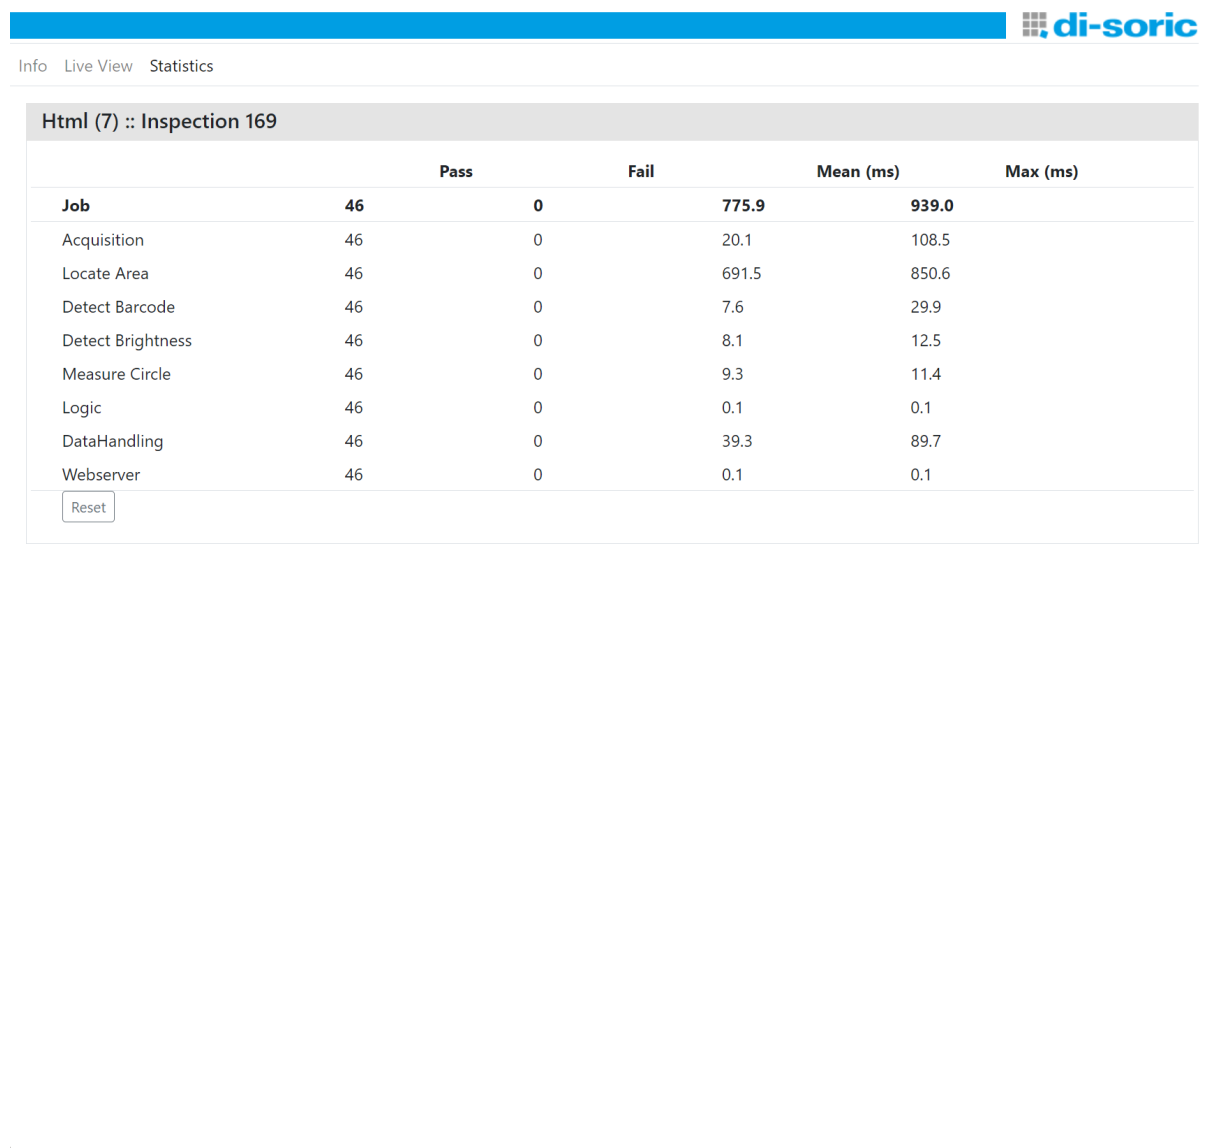 di-soric
Info Live View Statistics
Html (7) :: Inspection 169
Pass Fail Mean (ms) Max (ms)
Job 46 0 775.9 939.0
Acquisition 46 0 20.1 108.5
Locate Area 46 0 691.5 850.6
Detect Barcode 46 0 7.6 29.9
Detect Brightness 46 0 8.1 12.5
Measure Circle 46 0 9.3 11.4
Logic 46 0 0.1 0.1
DataHandling 46 0 39.3 89.7
Webserver 46 0 0.1 0.1
Reset